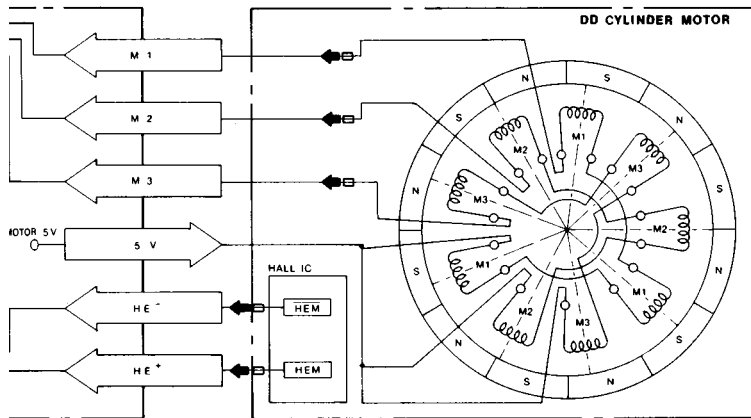 DD CYLINDER MOTOR
M 1
M 2
M 3
MOTOR 5V
5 V
HE⁻
HE⁺
HALL IC
H̅E̅M̅
HEM
N
S
N
S
N
S
N
S
N
S
N
S
M1
M3
M2
M1
M3
M2
M1
M3
M2